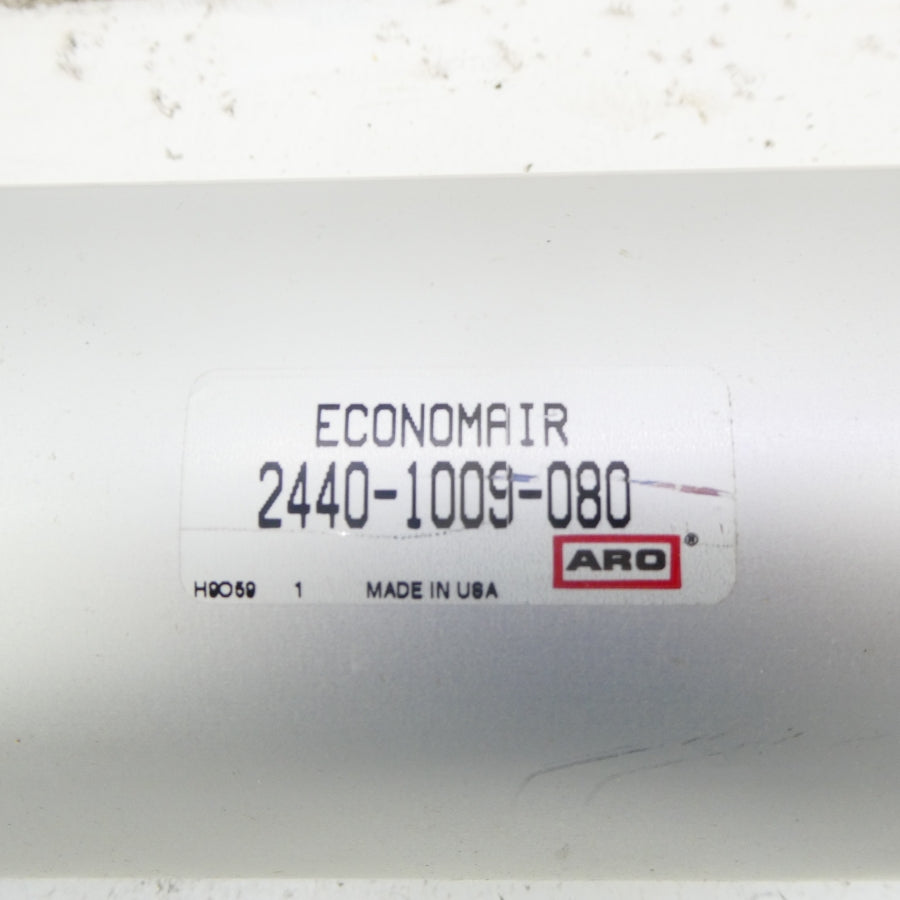 ECONOMAIR
2440-1009-080
ARO®
H9059 1 MADE IN USA